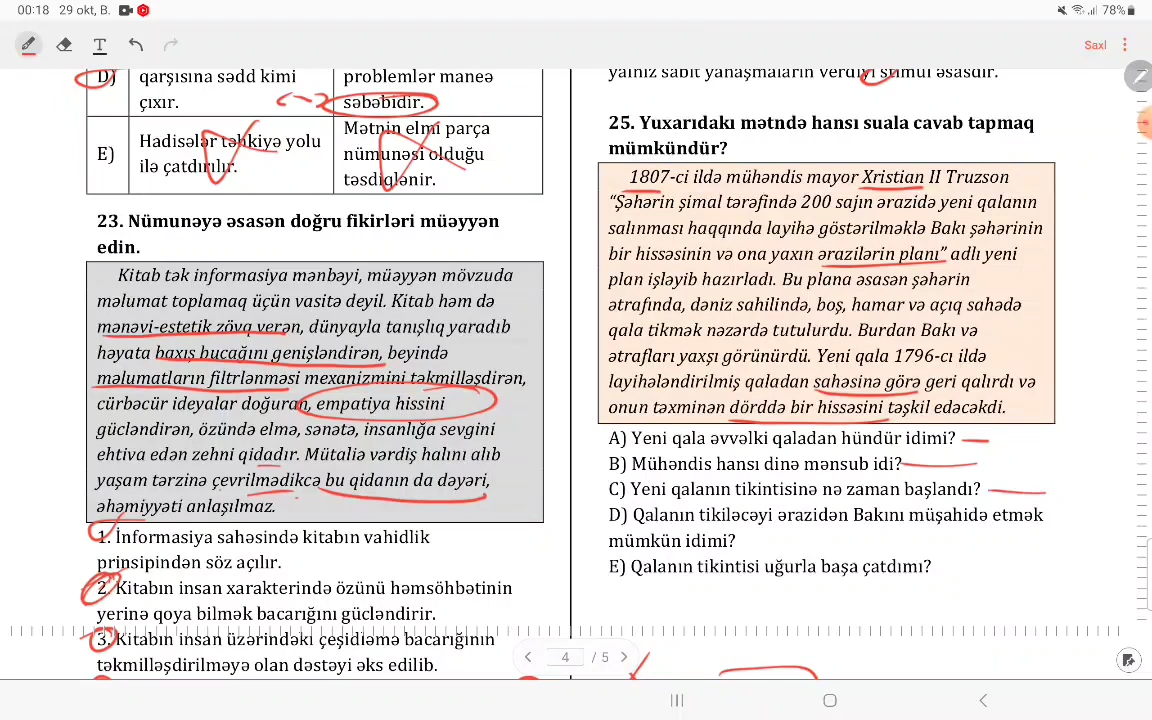 00:18 29 okt, B.
78%
T
Saxl
D) qarşısına sədd kimi
çıxır.
problemlər maneə
səbəbidir.
E) Hadisələr təhkiyə yolu
ilə çatdırılır.
Mətnin elmi parça
nümunəsi olduğu
təsdiqlənir.
23. Nümunəyə əsasən doğru fikirləri müəyyən
edin.
Kitab tək informasiya mənbəyi, müəyyən mövzuda
məlumat toplamaq üçün vasitə deyil. Kitab həm də
mənəvi-estetik zövq verən, dünyayla tanışlıq yaradıb
həyata baxış bucağını genişləndirən, beyində
məlumatların filtrlənməsi mexanizmini təkmilləşdirən,
cürbəcür ideyalar doğuran, empatiya hissini
gücləndirən, özündə elmə, sənətə, insanlığa sevgini
ehtiva edən zehni qidadır. Mütaliə vərdiş halını alıb
yaşam tərzinə çevrilmədikcə bu qidanın da dəyəri,
əhəmiyyəti anlaşılmaz.
1. İnformasiya sahəsində kitabın vahidlik
prinsipindən söz açılır.
2. Kitabın insan xarakterində özünü həmsöhbətinin
yerinə qoya bilmək bacarığını gücləndirir.
3. Kitabın insan üzərindəki çeşidləmə bacarığının
təkmilləşdirilməyə olan dəstəyi əks edilib.
yalnız sabit yanaşmaların verdiyi stimul əsasdır.
25. Yuxarıdakı mətndə hansı suala cavab tapmaq
mümkündür?
1807-ci ildə mühəndis mayor Xristian II Truzson
“Şəhərin şimal tərəfində 200 sajın ərazidə yeni qalanın
salınması haqqında layihə göstərilməklə Bakı şəhərinin
bir hissəsinin və ona yaxın ərazilərin planı” adlı yeni
plan işləyib hazırladı. Bu plana əsasən şəhərin
ətrafında, dəniz sahilində, boş, hamar və açıq sahədə
qala tikmək nəzərdə tutulurdu. Burdan Bakı və
ətrafları yaxşı görünürdü. Yeni qala 1796-cı ildə
layihələndirilmiş qaladan sahəsinə görə geri qalırdı və
onun təxminən dörddə bir hissəsini təşkil edəcəkdi.
A) Yeni qala əvvəlki qaladan hündür idimi?
B) Mühəndis hansı dinə mənsub idi?
C) Yeni qalanın tikintisinə nə zaman başlandı?
D) Qalanın tikiləcəyi ərazidən Bakını müşahidə etmək
mümkün idimi?
E) Qalanın tikintisi uğurla başa çatdımı?
4 / 5